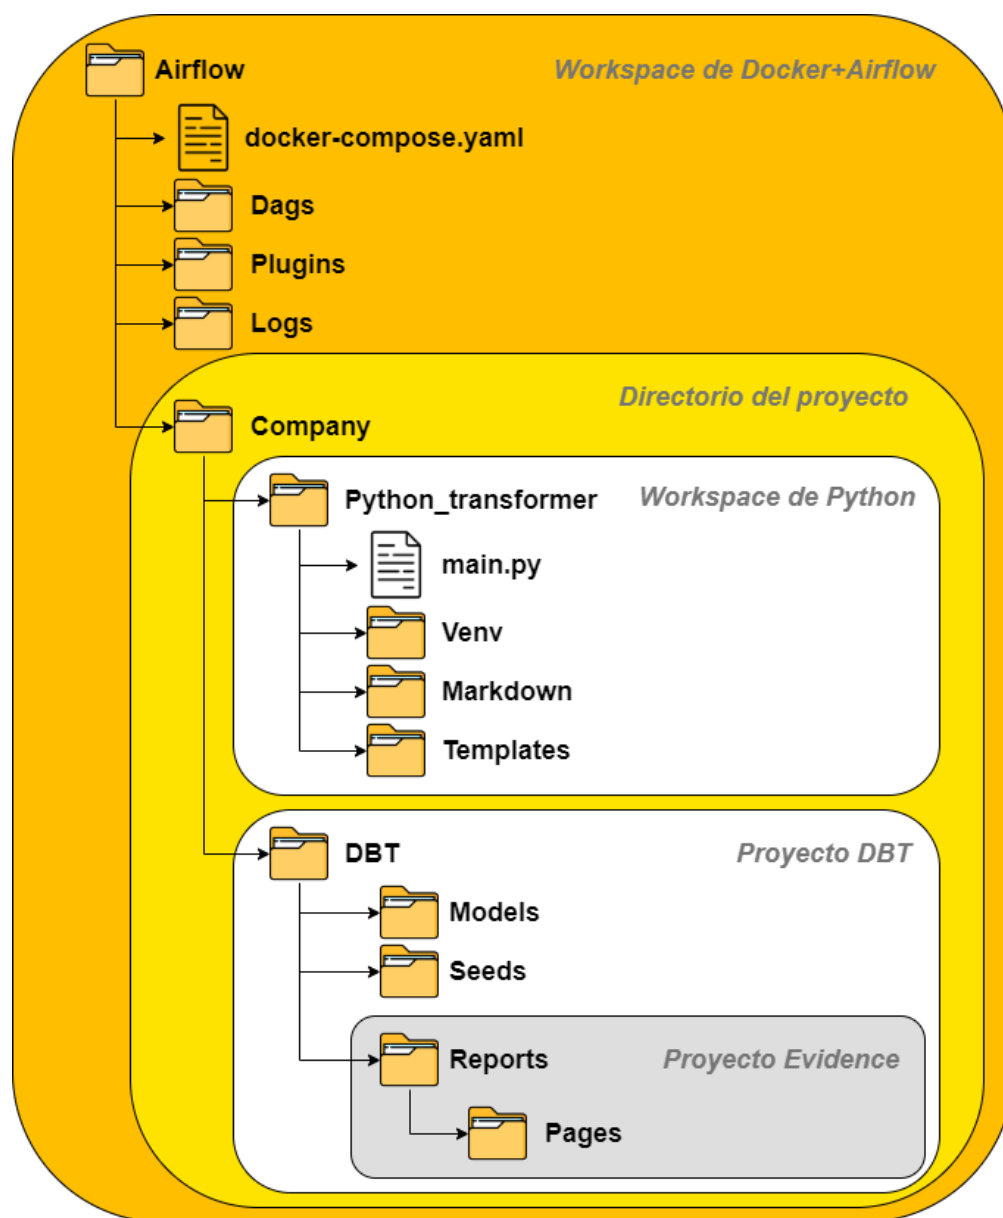 Airflow
Workspace de Docker+Airflow
docker-compose.yaml
Dags
Plugins
Logs
Directorio del proyecto
Company
Python_transformer
Workspace de Python
main.py
Venv
Markdown
Templates
DBT
Proyecto DBT
Models
Seeds
Reports
Proyecto Evidence
Pages